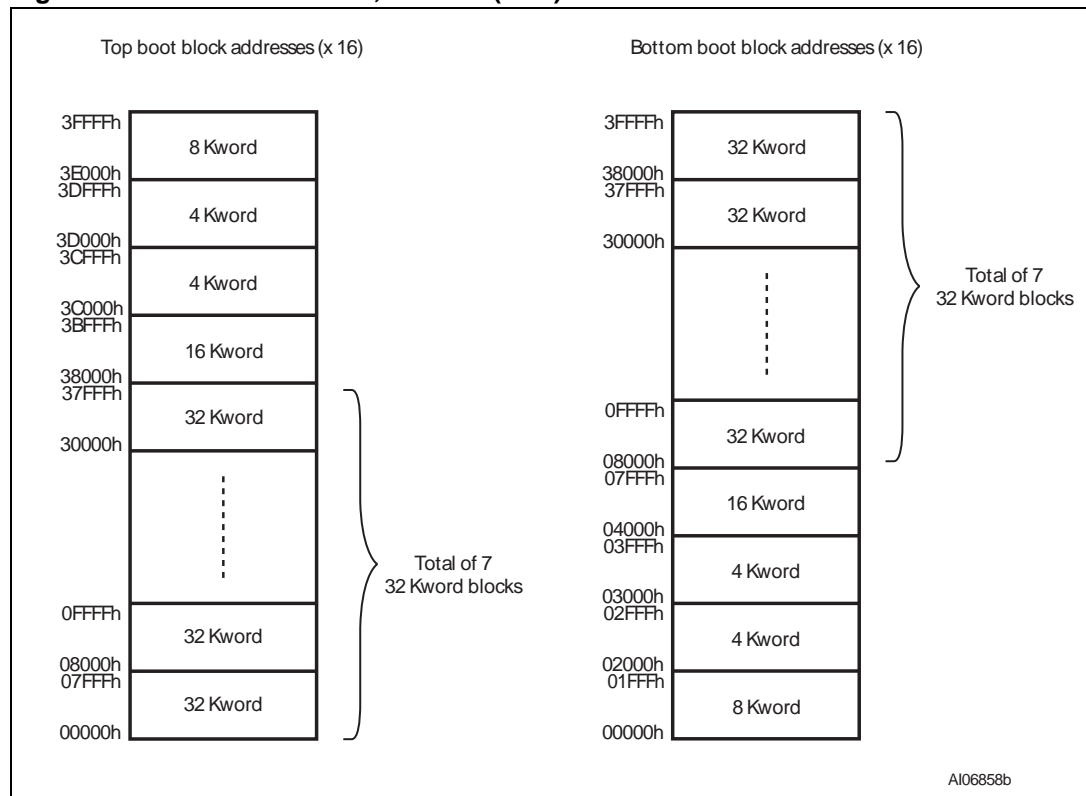 Top boot block addresses (x 16)
3FFFFh
8 Kword
3E000h
3DFFFh
4 Kword
3D000h
3CFFFh
4 Kword
3C000h
3BFFFh
16 Kword
38000h
37FFFh
32 Kword
30000h
Total of 7
32 Kword blocks
0FFFFh
32 Kword
08000h
07FFFh
32 Kword
00000h
Bottom boot block addresses (x 16)
3FFFFh
32 Kword
38000h
37FFFh
32 Kword
30000h
Total of 7
32 Kword blocks
0FFFFh
32 Kword
08000h
07FFFh
16 Kword
04000h
03FFFh
4 Kword
03000h
02FFFh
4 Kword
02000h
01FFFh
8 Kword
00000h
AI06858b